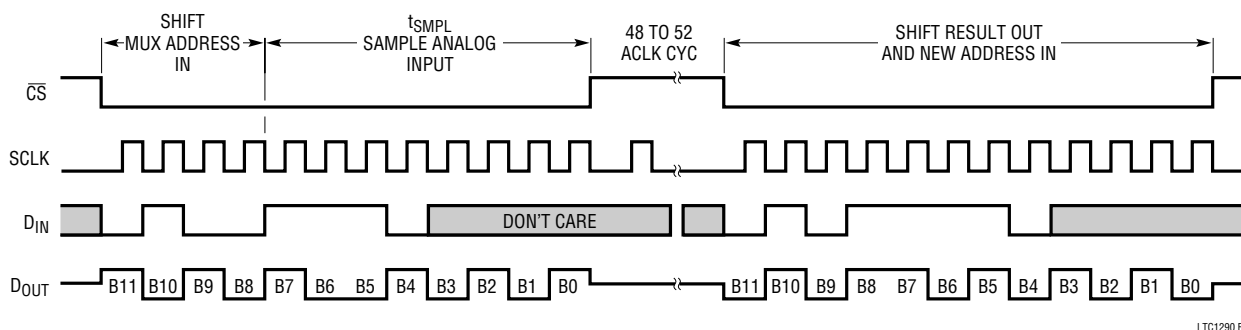 SHIFT
MUX ADDRESS
IN
tSMPL
SAMPLE ANALOG
INPUT
48 TO 52
ACLK CYC
SHIFT RESULT OUT
AND NEW ADDRESS IN
CS
SCLK
DIN
DON'T CARE
DOUT
B11 B10 B9 B8 B7 B6 B5 B4 B3 B2 B1 B0 B11 B10 B9 B8 B7 B6 B5 B4 B3 B2 B1 B0
LTC1290 F